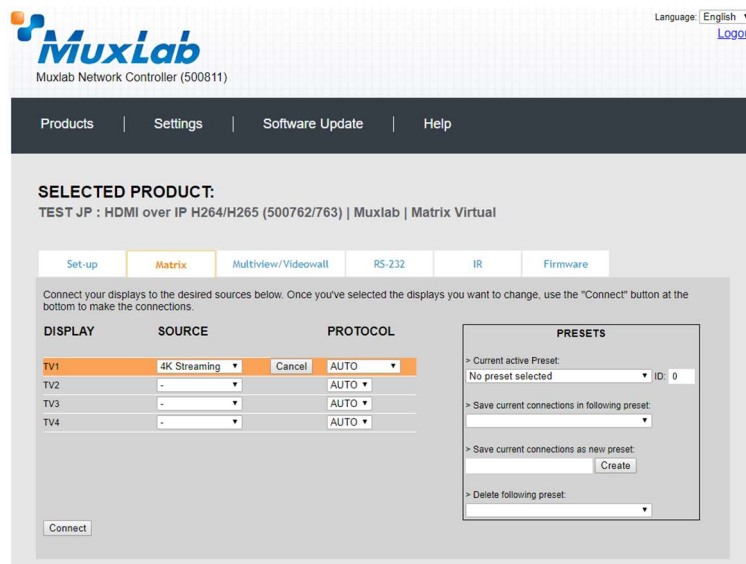 Language: English
MuxLab
Muxlab Network Controller (500811)
Products | Settings | Software Update | Help
SELECTED PRODUCT:
TEST JP : HDMI over IP H264/H265 (500762/763) | Muxlab | Matrix Virtual
Set-up Matrix Multiview/Videowall RS-232 IR Firmware
Connect your displays to the desired sources below. Once you've selected the displays you want to change, use the "Connect" button at the
bottom to make the connections.
DISPLAY SOURCE PROTOCOL
TV1 4K Streaming Cancel AUTO
TV2 - AUTO
TV3 - AUTO
TV4 - AUTO
Connect
PRESETS
> Current active Preset:
No preset selected ID: 0
> Save current connections in following preset:
> Save current connections as new preset:
Create
> Delete following preset: